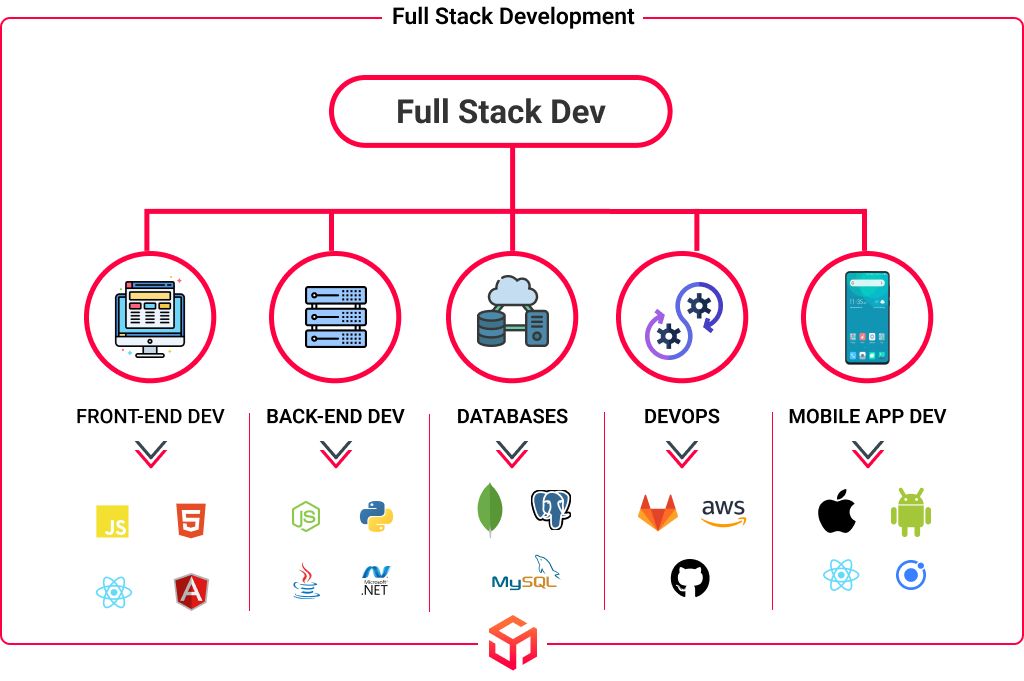 Full Stack Development
Full Stack Dev
FRONT-END DEV
BACK-END DEV
DATABASES
DEVOPS
MOBILE APP DEV
JS
5
A
JS
Microsoft
.NET
MySQL
aws